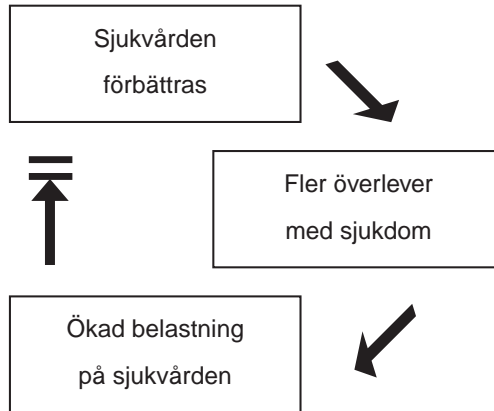 Sjukvården
förbättras
Fler överlever
med sjukdom
Ökad belastning
på sjukvården